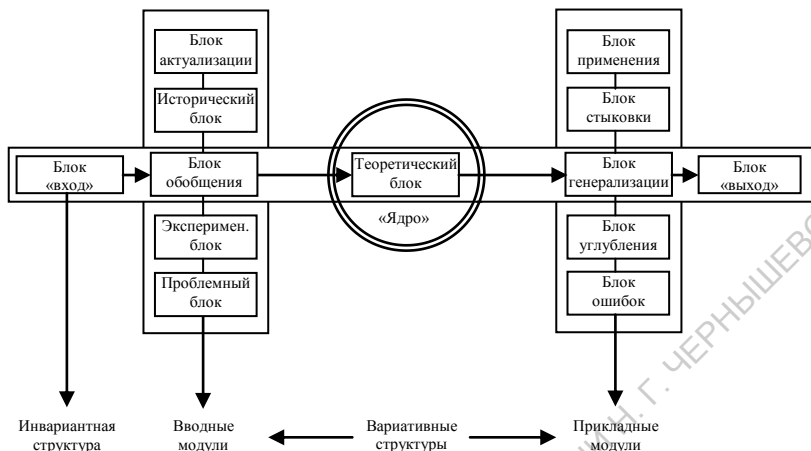 Блок
актуализации
Исторический
блок
Блок
применения
Блок
стыковки
Блок
«вход»
Блок
обобщения
Теоретический
блок
Блок
генерализации
Блок
«выход»
«Ядро»
Эксперимен.
блок
Проблемный
блок
Блок
углубления
Блок
ошибок
Инвариантная
структура
Вводные
модули
Вариативные
структуры
Прикладные
модули
Н. Г. ЧЕРНЫШЕВС